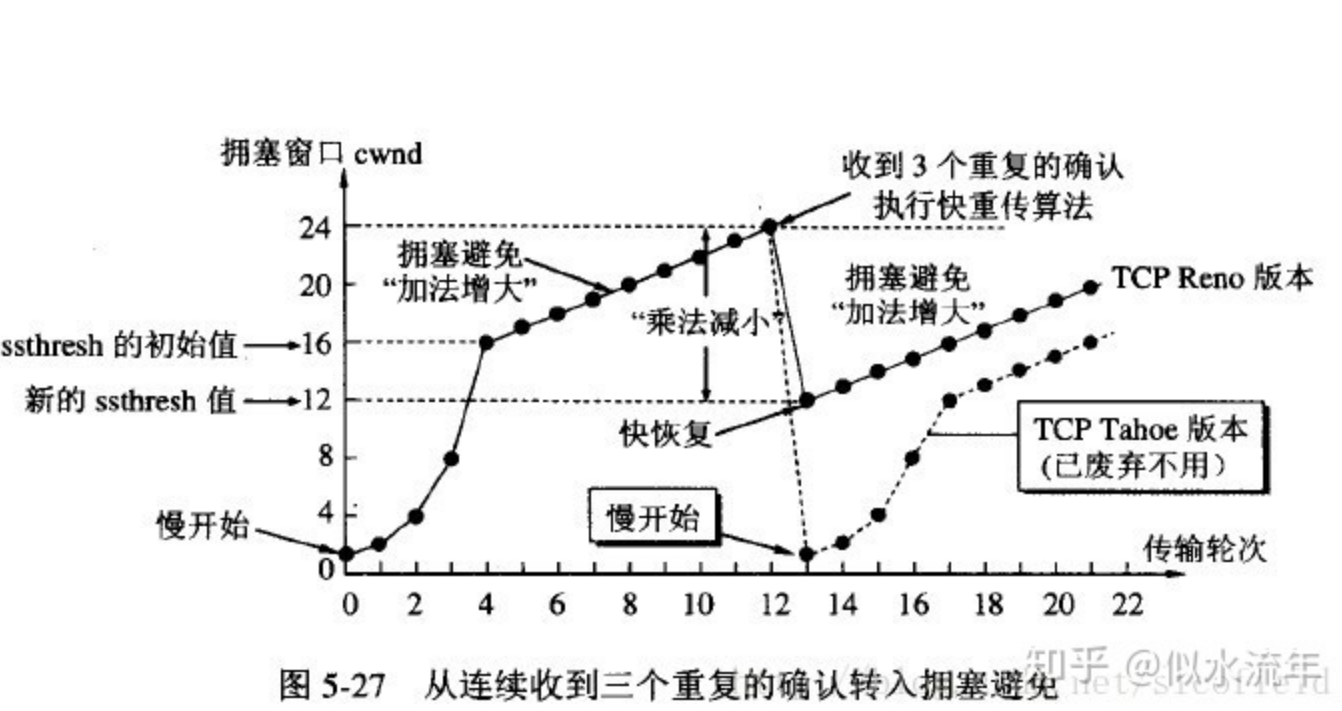 拥塞窗口 cwnd
收到 3 个重复的确认
执行快重传算法
24
拥塞避免
“加法增大”
拥塞避免
“加法增大”
TCP Reno 版本
20
“乘法减小”
ssthresh 的初始值
16
新的 ssthresh 值
12
快恢复
TCP Tahoe 版本
(已废弃不用)
8
4
慢开始
慢开始
传输轮次
0
0 2 4 6 8 10 12 14 16 18 20 22
图 5-27 从连续收到三个重复的确认转入拥塞避免
知乎 @似水流年